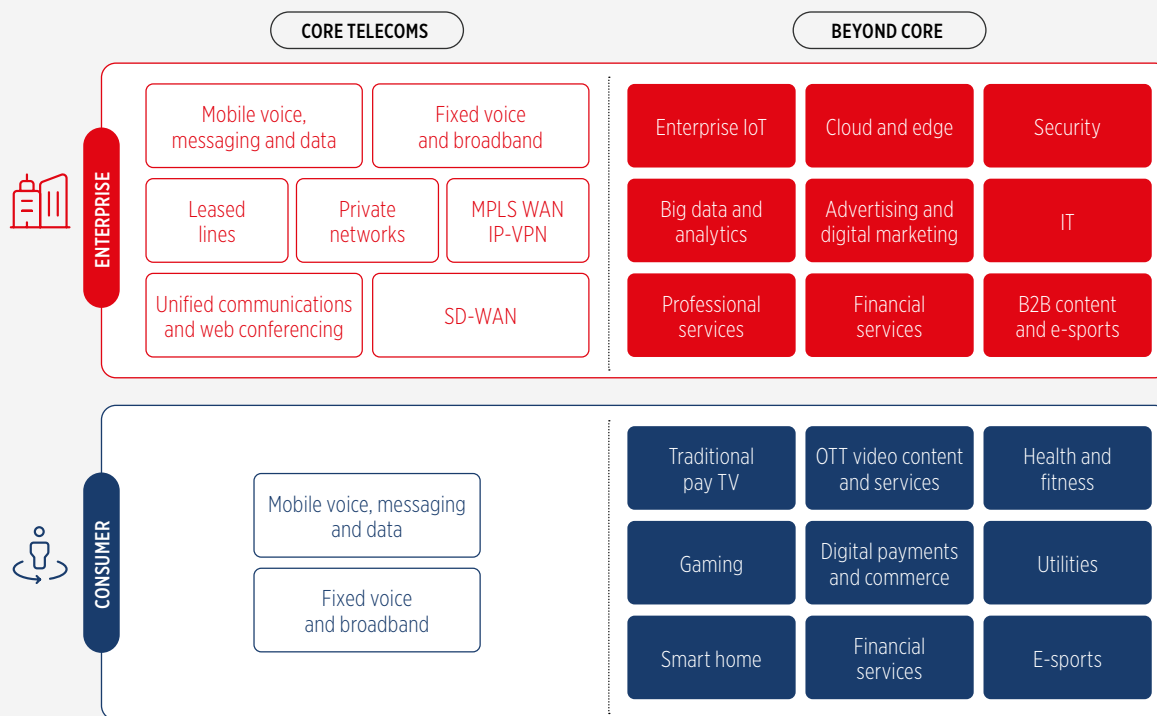 CORE TELECOMS
BEYOND CORE
ENTERPRISE
Mobile voice,
messaging and data
Fixed voice
and broadband
Leased
lines
Private
networks
MPLS WAN
IP-VPN
Unified communications
and web conferencing
SD-WAN
Enterprise IoT
Cloud and edge
Security
Big data and
analytics
Advertising and
digital marketing
IT
Professional
services
Financial
services
B2B content
and e-sports
CONSUMER
Mobile voice, messaging
and data
Fixed voice
and broadband
Traditional
pay TV
OTT video content
and services
Health and
fitness
Gaming
Digital payments
and commerce
Utilities
Smart home
Financial
services
E-sports